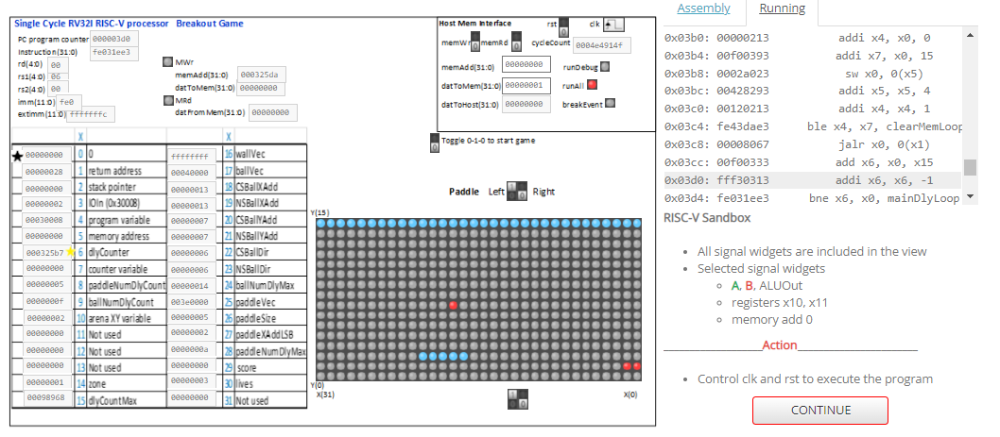 Single Cycle RV32I RISC-V processor Breakout Game
PC program counter 000003d0
Instruction(31:0) fe031ee3
rd(4:0) 00
rs1(4:0) 06
rs2(4:0) 00
imm(11:0) fe0
extimm(11:0) fffffffc
MWr
memAdd(31:0) 000325da
datToMem(31:0) 00000000
MRd
datFromMem(31:0) 00000000
Host Mem Interface rst 0 clk
memWr 0 memRd 0 cycleCount 0004e4914f
memAdd(31:0) 00000000 runDebug
datToMem(31:0) 00000001 runAll
datToHost(31:0) 00000000 breakEvent
Toggle 0-1-0 to start game
Paddle Left Right
X X
00000000 0 0 ffffffff 16 wallVec
00000028 1 return address 00040000 17 ballVec
00000000 2 stack pointer 00000013 18 CSBallXAdd
00000002 3 IOIn (0x30008) 00000013 19 NSBallXAdd
00030008 4 program variable 00000007 20 CSBallYAdd
00000000 5 memory address 00000007 21 NSBallYAdd
000325b7 6 dlyCounter 00000006 22 CSBallDir
00000000 7 counter variable 00000006 23 NSBallDir
00000005 8 paddleNumDlyCount 00000014 24 ballNumDlyMax
0000000f 9 ballNumDlyCount 003e0000 25 paddleVec
00000002 10 arena XY variable 00000005 26 paddleSize
00000000 11 Not used 00000002 27 paddleXAddLSB
00000000 12 Not used 0000000a 28 paddleNumDlyMax
00000000 13 Not used 00000000 29 score
00000001 14 zone 00000003 30 lives
00098968 15 dlyCountMax 00000000 31 Not used
Y(15)
Y(0)
X(31) X(0)
Assembly Running
0x03b0: 00000213 addi x4, x0, 0
0x03b4: 00f00393 addi x7, x0, 15
0x03b8: 0002a023 sw x0, 0(x5)
0x03bc: 00428293 addi x5, x5, 4
0x03c0: 00120213 addi x4, x4, 1
0x03c4: fe43dae3 ble x4, x7, clearMemLoop
0x03c8: 00008067 jalr x0, 0(x1)
0x03cc: 00f00333 add x6, x0, x15
0x03d0: fff30313 addi x6, x6, -1
0x03d4: fe031ee3 bne x6, x0, mainDlyLoop
RISC-V Sandbox
• All signal widgets are included in the view
• Selected signal widgets
○ A, B, ALUOut
○ registers x10, x11
○ memory add 0
Action
• Control clk and rst to execute the program
CONTINUE